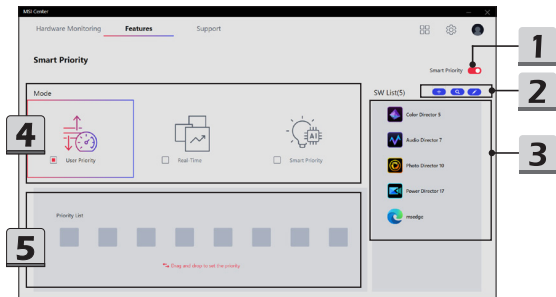 MSI Center
Hardware Monitoring Features Support
Smart Priority
Smart Priority
1
Mode
SW List(5)
2
Color Director 5
Audio Director 7
Photo Director 10
Power Director 17
msedge
3
4
User Priority
Real-Time
AI
Smart Priority
5
Priority List
Drag and drop to set the priority.